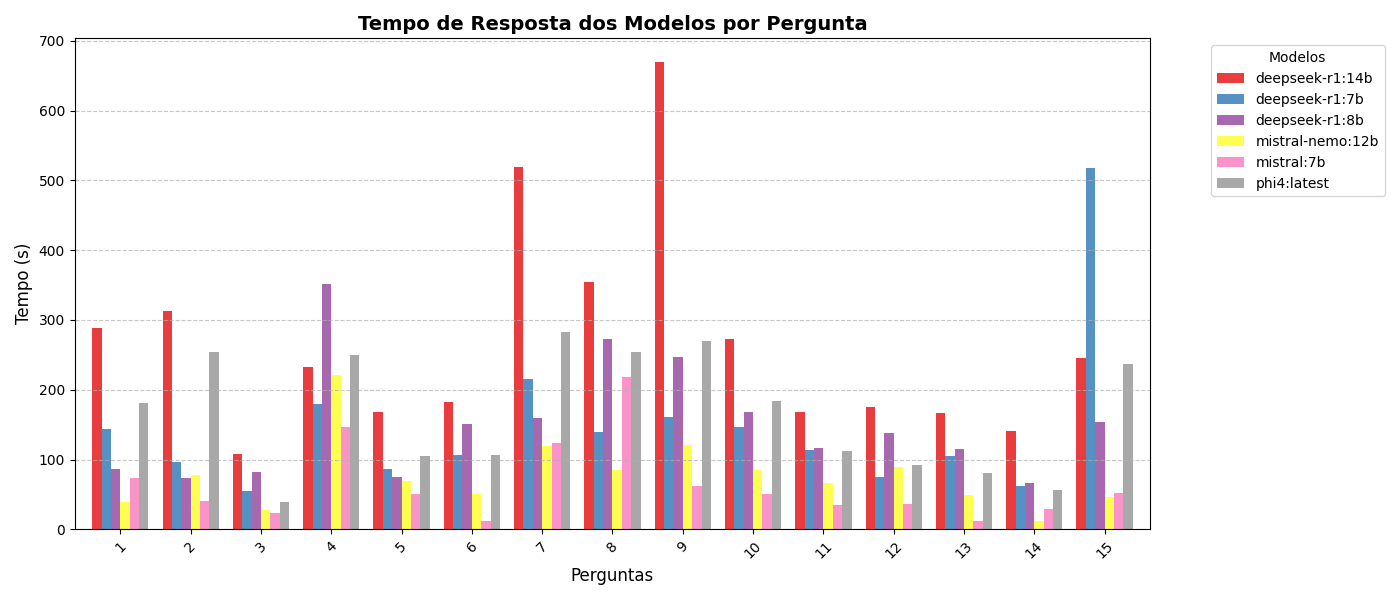 Tempo de Resposta dos Modelos por Pergunta
700
600
500
400
300
200
100
0
Tempo (s)
1 2 3 4 5 6 7 8 9 10 11 12 13 14 15
Perguntas
Modelos
deepseek-r1:14b
deepseek-r1:7b
deepseek-r1:8b
mistral-nemo:12b
mistral:7b
phi4:latest